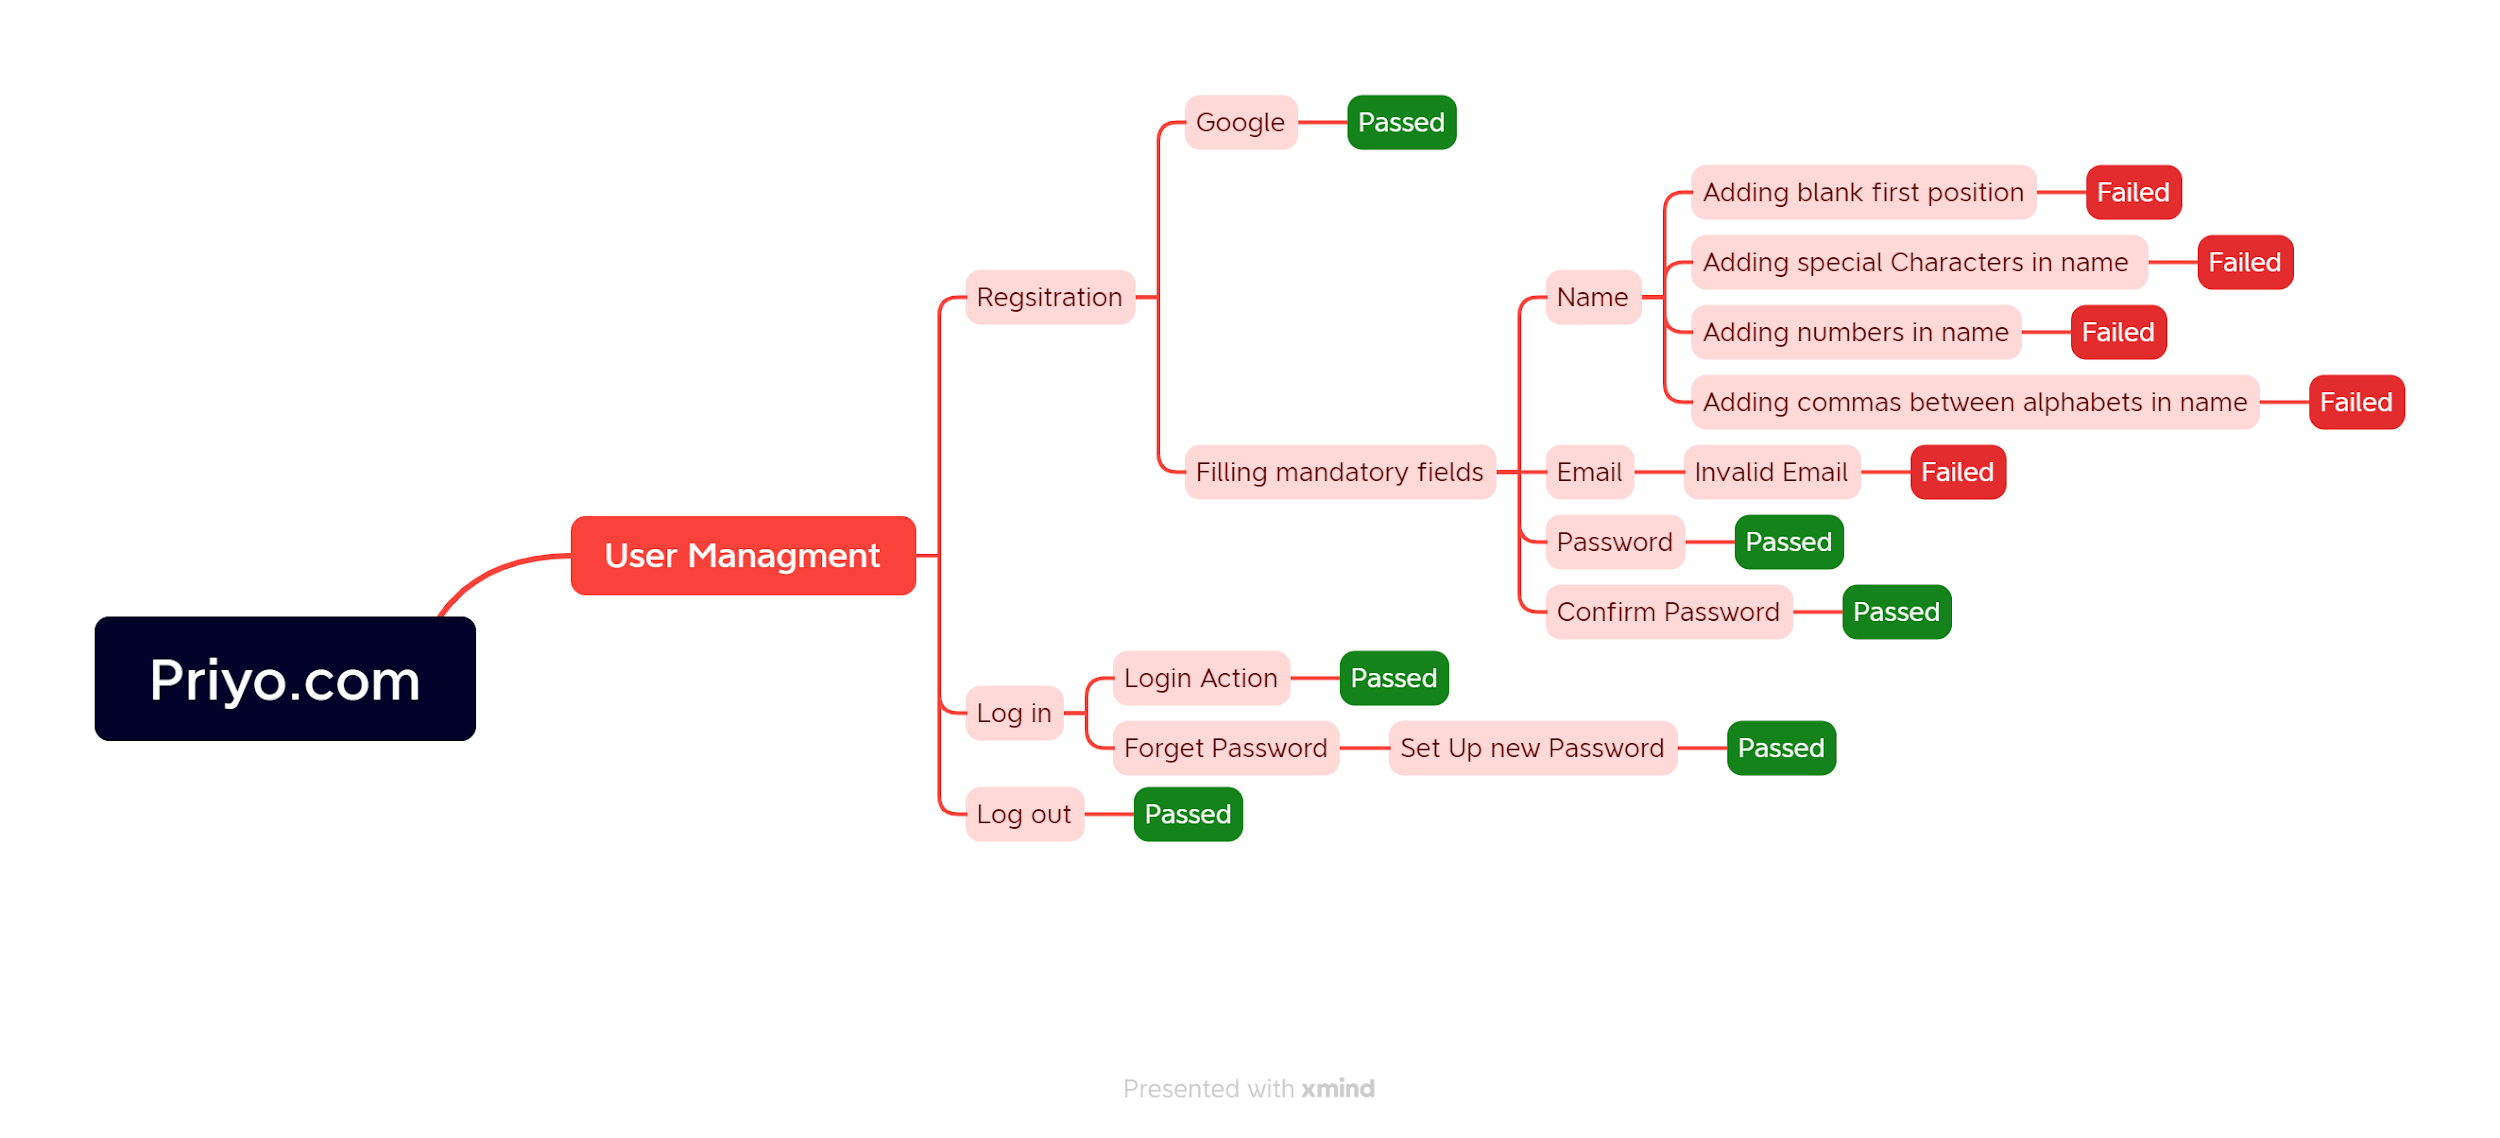 Priyo.com
User Managment
Regsitration
Google
Passed
Filling mandatory fields
Name
Adding blank first position
Failed
Adding special Characters in name
Failed
Adding numbers in name
Failed
Adding commas between alphabets in name
Failed
Email
Invalid Email
Failed
Password
Passed
Confirm Password
Passed
Log in
Login Action
Passed
Forget Password
Set Up new Password
Passed
Log out
Passed
Presented with xmind